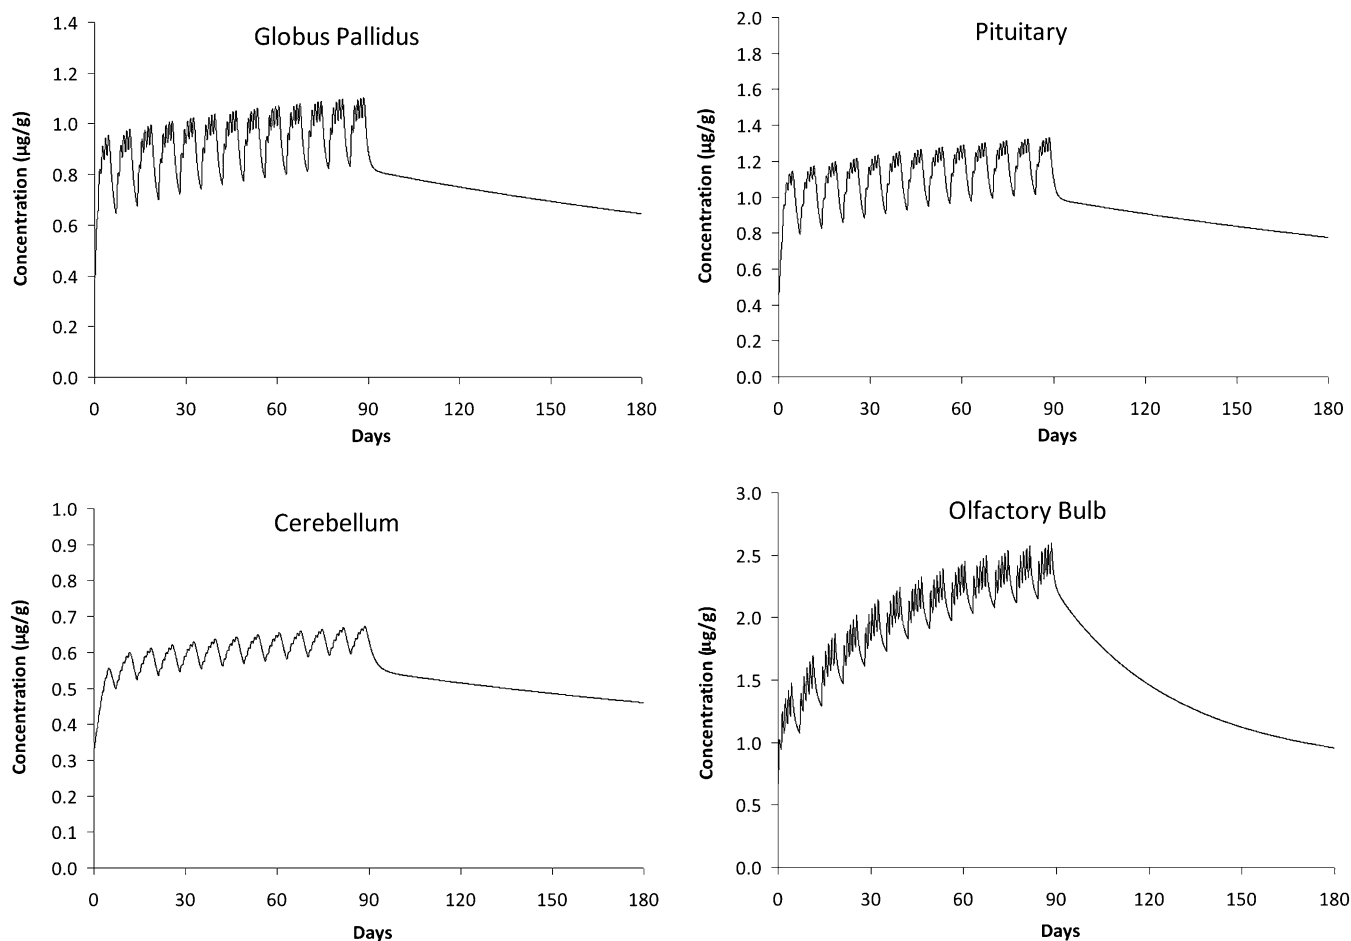 Globus Pallidus
Concentration (µg/g)
1.4
1.2
1.0
0.8
0.6
0.4
0.2
0.0
0 30 60 90 120 150 180
Days
Pituitary
Concentration (µg/g)
2.0
1.8
1.6
1.4
1.2
1.0
0.8
0.6
0.4
0.2
0.0
0 30 60 90 120 150 180
Days
Cerebellum
Concentration (µg/g)
1.0
0.9
0.8
0.7
0.6
0.5
0.4
0.3
0.2
0.1
0.0
0 30 60 90 120 150 180
Days
Olfactory Bulb
Concentration (µg/g)
3.0
2.5
2.0
1.5
1.0
0.5
0.0
0 30 60 90 120 150 180
Days